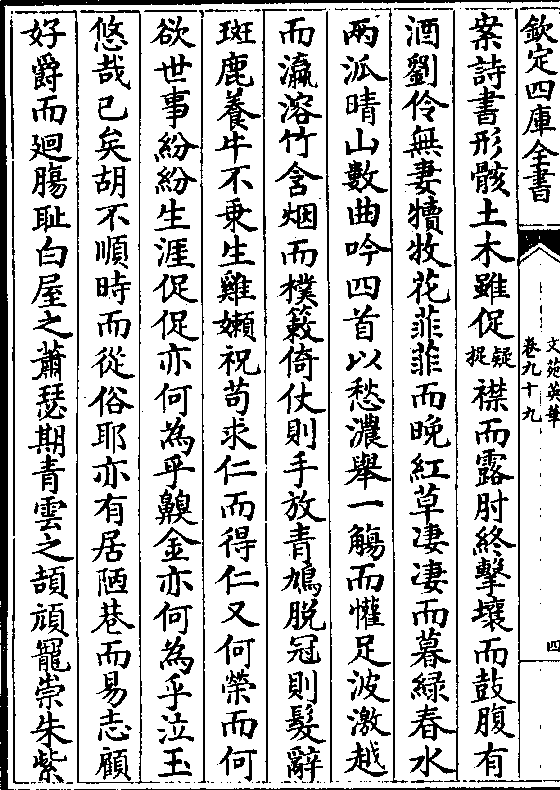 欽定四庫全書
文苑英華
卷九十九
四
案詩書形骸土木雖促疑捉襟而露肘終擊壤而鼓腹有
酒劉伶無妻犢牧花菲菲而晚紅草凄凄而暮綠春水
兩派晴山數曲吟四首以愁濃舉一觴而懽足波激越
而瀛溶竹含烟而樸簌倚仗則手放青鳩脫冠則髮辭
斑鹿養牛不乗生雞嬾祝苟求仁而得仁又何榮而何
欲世事紛紛生涯促促亦何為乎齅金亦何為乎泣玉
悠哉已矣胡不順時而從俗耶亦有居陋巷而易志顧
好爵而廻腸耻白屋之蕭瑟期青雲之頡頏寵崇朱紫